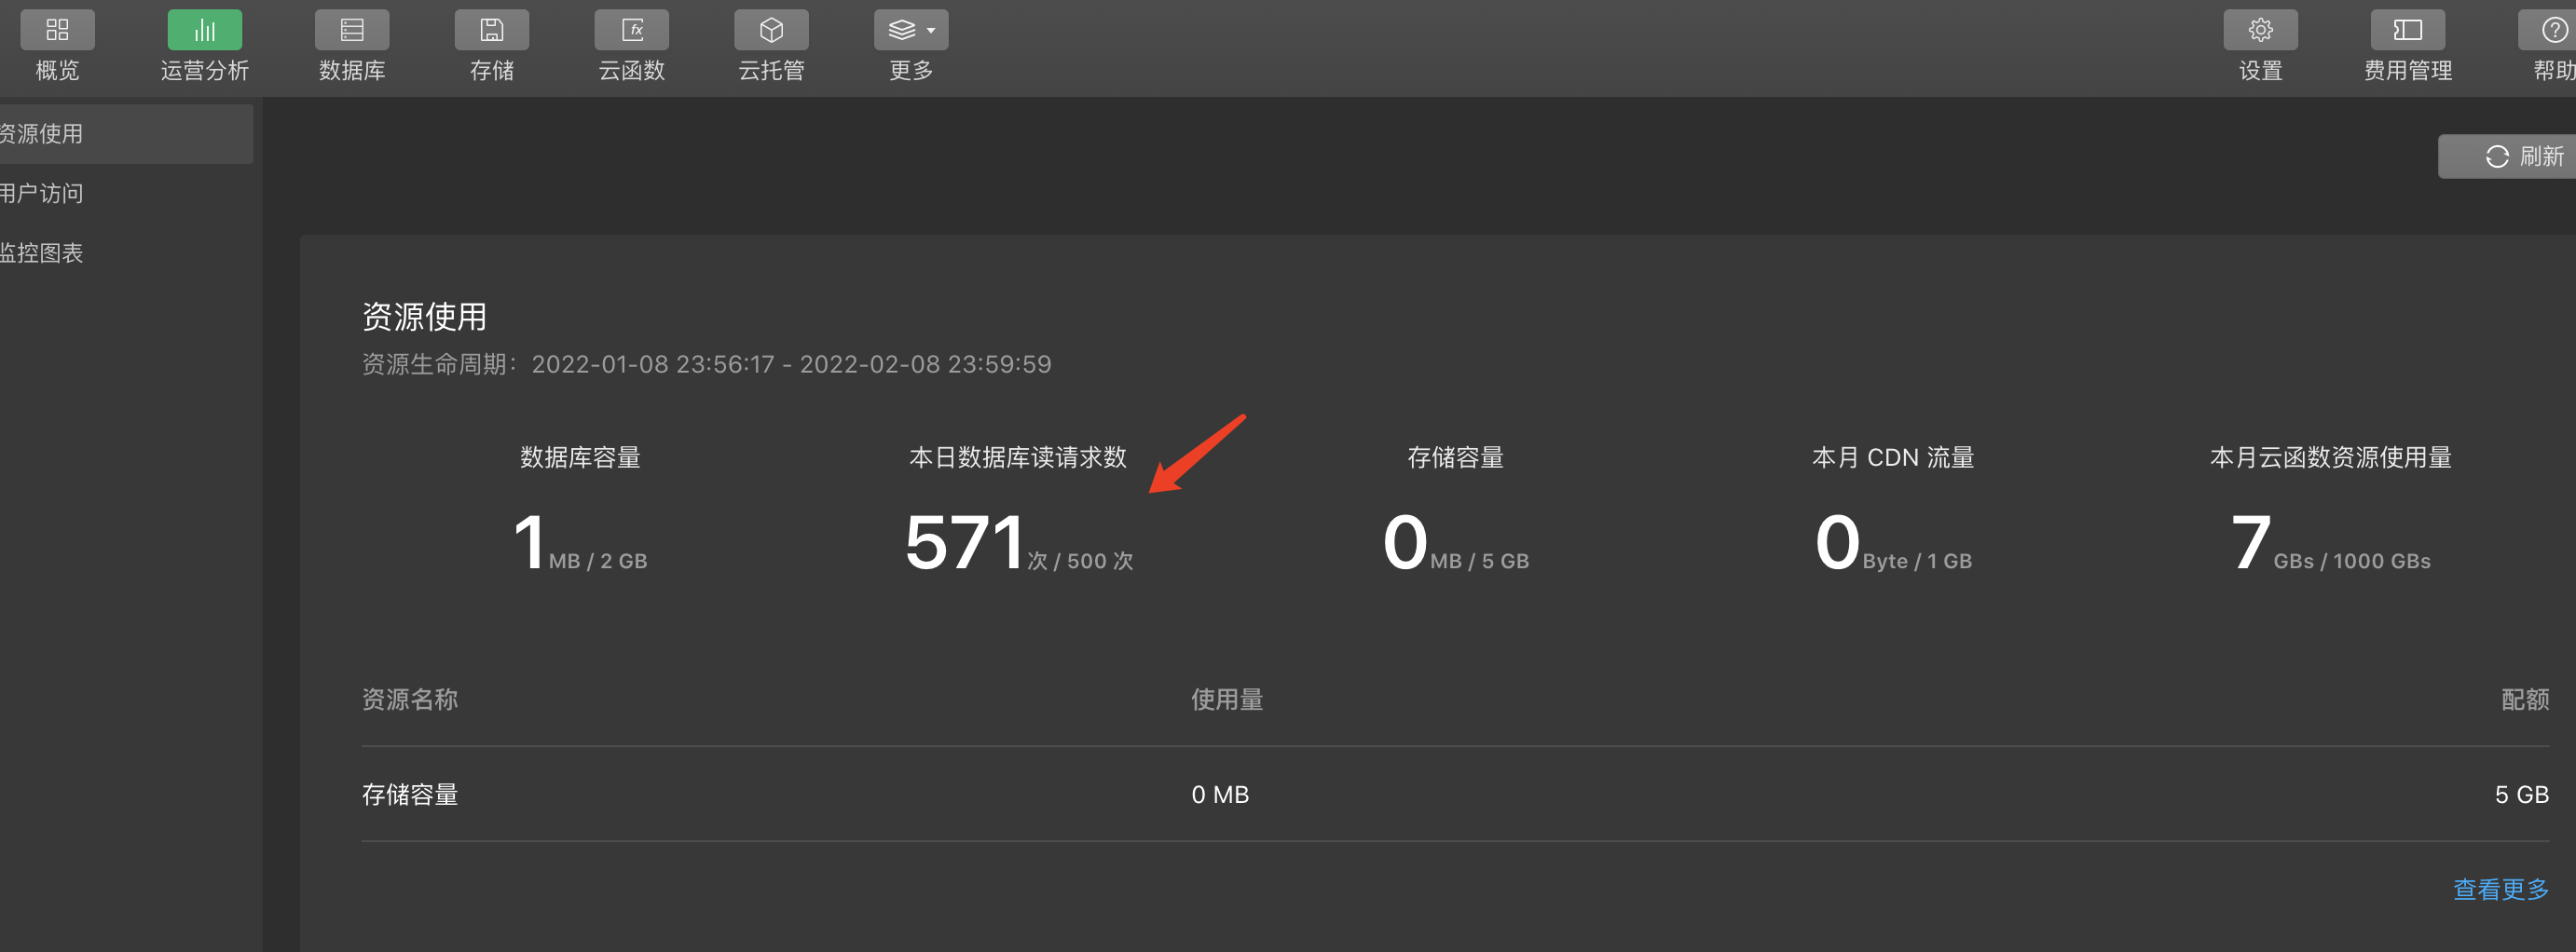 概览 运营分析 数据库 存储 云函数 云托管 更多 设置 费用管理 帮助
资源使用
刷新
用户访问
监控图表
资源使用
资源生命周期：2022-01-08 23:56:17 - 2022-02-08 23:59:59
数据库容量 本日数据库读请求数 存储容量 本月 CDN 流量 本月云函数资源使用量
1 MB / 2 GB 571 次 / 500 次 0 MB / 5 GB 0 Byte / 1 GB 7 GBs / 1000 GBs
资源名称 使用量 配额
存储容量 0 MB 5 GB
查看更多